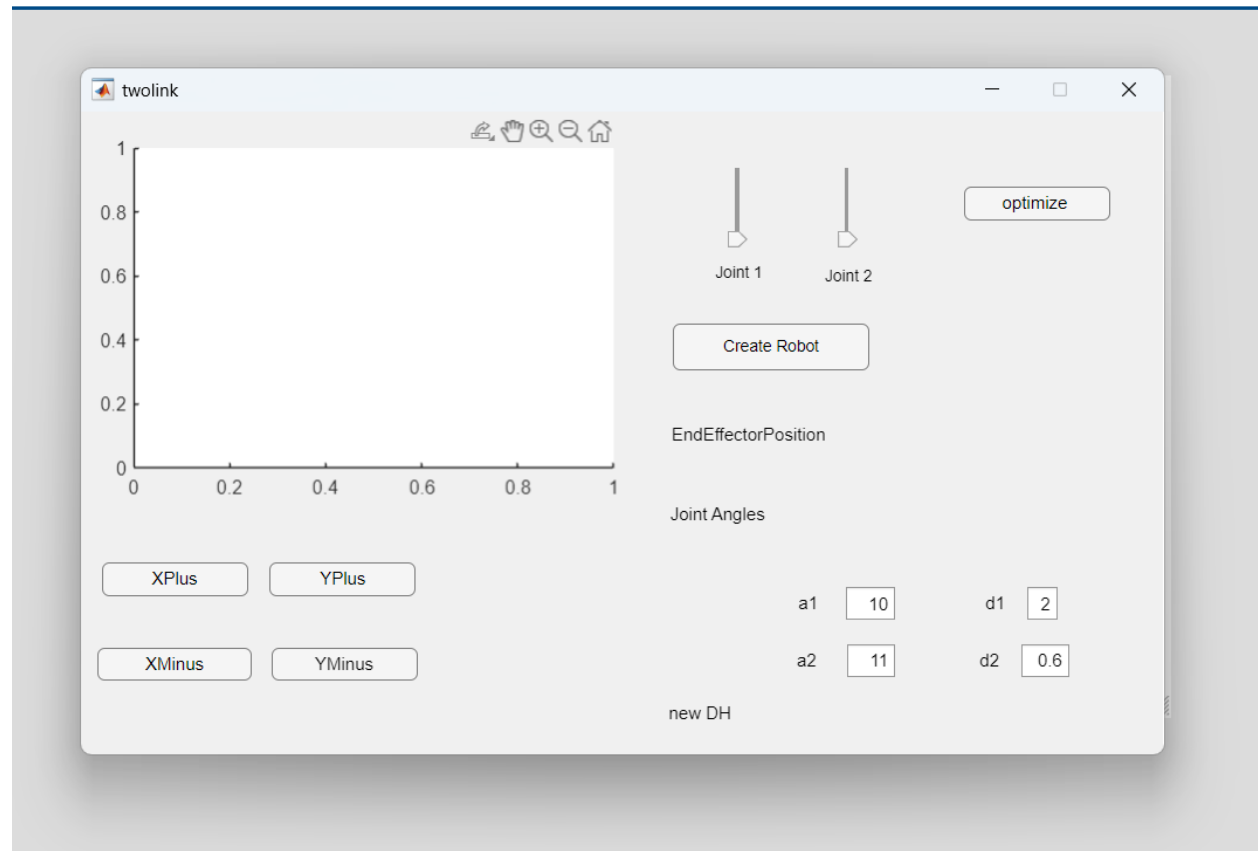 twolink
1
0.8
0.6
0.4
0.2
0
0 0.2 0.4 0.6 0.8 1
Joint 1 Joint 2
optimize
Create Robot
EndEffectorPosition
Joint Angles
XPlus YPlus
XMinus YMinus
a1 10 d1 2
a2 11 d2 0.6
new DH